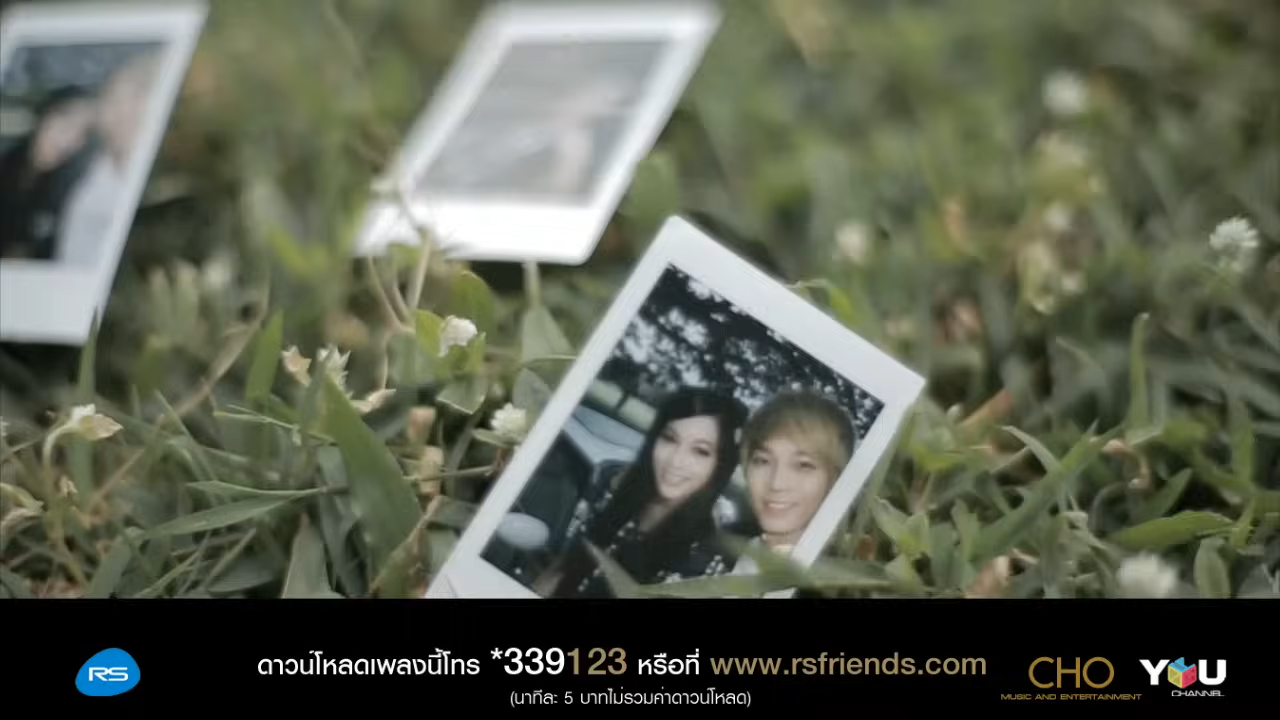 RS
ดาวน์โหลดเพลงนี้โทร *339123 หรือที่ www.rsfriends.com
(นาทีละ 5 บาทไม่รวมค่าดาวน์โหลด)
CHO
MUSIC AND ENTERTAINMENT
YOU
CHANNEL